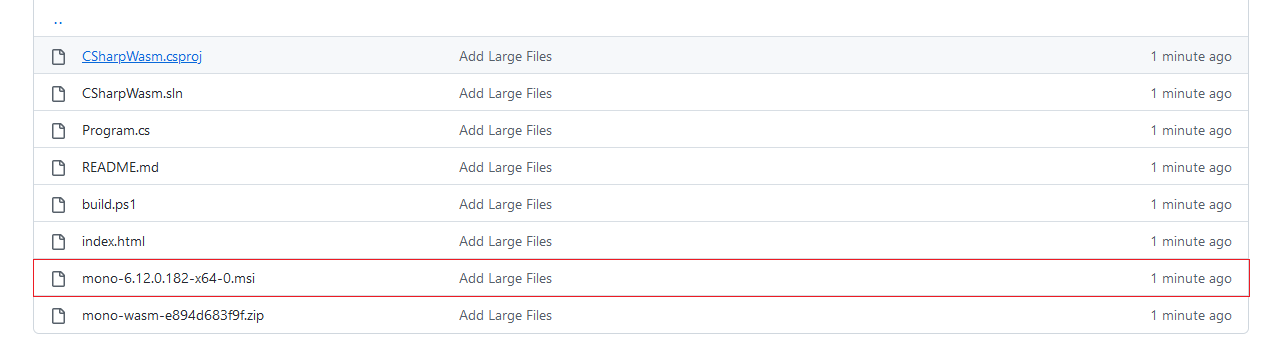 ..
CSharpWasm.csproj Add Large Files 1 minute ago
CSharpWasm.sln Add Large Files 1 minute ago
Program.cs Add Large Files 1 minute ago
README.md Add Large Files 1 minute ago
build.ps1 Add Large Files 1 minute ago
index.html Add Large Files 1 minute ago
mono-6.12.0.182-x64-0.msi Add Large Files 1 minute ago
mono-wasm-e894d683f9f.zip Add Large Files 1 minute ago